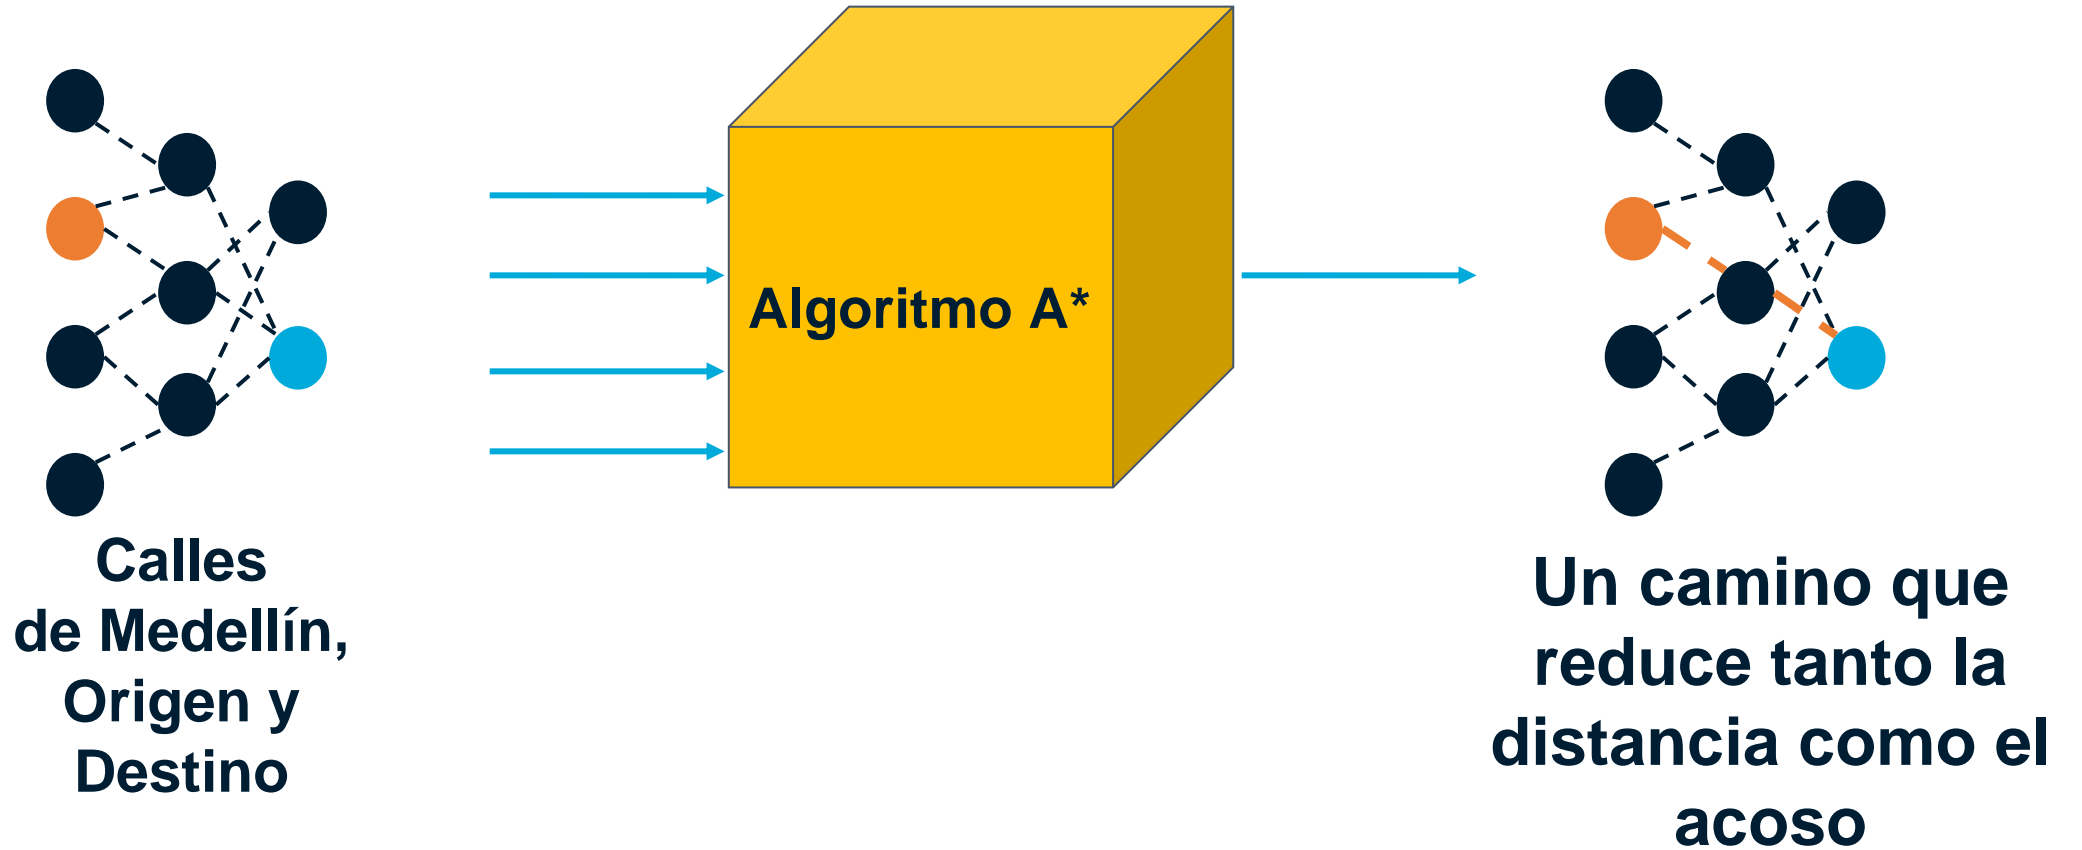 Algoritmo A*
Calles
de Medellín,
Origen y
Destino
Un camino que
reduce tanto la
distancia como el
acoso